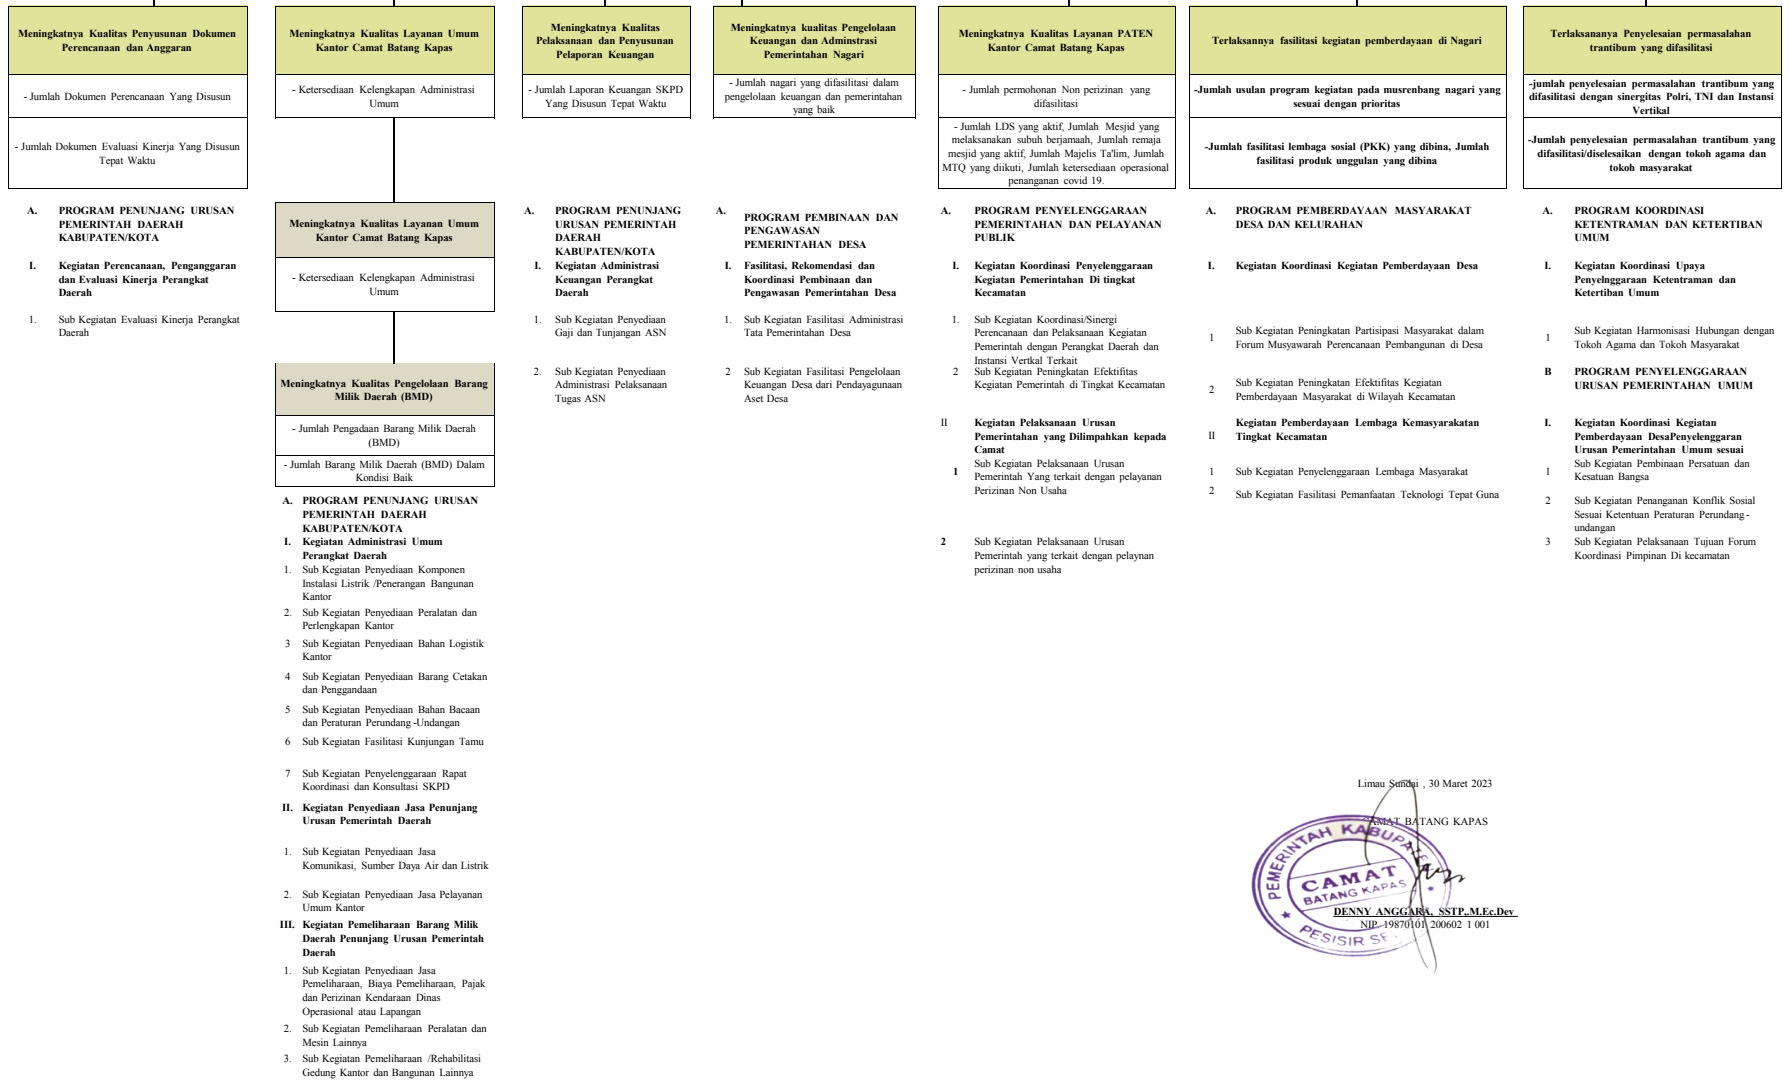 Meningkatnya Kualitas Penyusunan Dokumen
Perencanaan dan Anggaran
- Jumlah Dokumen Perencanaan Yang Disusun
- Jumlah Dokumen Evaluasi Kinerja Yang Disusun
Tepat Waktu
A. PROGRAM PENUNJANG URUSAN
PEMERINTAH DAERAH
KABUPATEN/KOTA
I. Kegiatan Perencanaan, Penganggaran
dan Evaluasi Kinerja Perangkat
Daerah
1. Sub Kegiatan Evaluasi Kinerja Perangkat
Daerah
Meningkatnya Kualitas Layanan Umum
Kantor Camat Batang Kapas
- Ketersediaan Kelengkapan Administrasi
Umum
Meningkatnya Kualitas Layanan Umum
Kantor Camat Batang Kapas
- Ketersediaan Kelengkapan Administrasi
Umum
Meningkatnya Kualitas Pengelolaan Barang
Milik Daerah (BMD)
- Jumlah Pengadaan Barang Milik Daerah
(BMD)
- Jumlah Barang Milik Daerah (BMD) Dalam
Kondisi Baik
A. PROGRAM PENUNJANG URUSAN
PEMERINTAH DAERAH
KABUPATEN/KOTA
I. Kegiatan Administrasi Umum
Perangkat Daerah
1. Sub Kegiatan Penyediaan Komponen
Instalasi Listrik /Penerangan Bangunan
Kantor
2. Sub Kegiatan Penyediaan Peralatan dan
Perlengkapan Kantor
3 Sub Kegiatan Penyediaan Bahan Logistik
Kantor
4 Sub Kegiatan Penyediaan Barang Cetakan
dan Penggandaan
5 Sub Kegiatan Penyediaan Bahan Bacaan
dan Peraturan Perundang -Undangan
6 Sub Kegiatan Fasilitasi Kunjungan Tamu
7 Sub Kegiatan Penyelenggaraan Rapat
Koordinasi dan Konsultasi SKPD
II. Kegiatan Penyediaan Jasa Penunjang
Urusan Pemerintah Daerah
1. Sub Kegiatan Penyediaan Jasa
Komunikasi, Sumber Daya Air dan Listrik
2. Sub Kegiatan Penyediaan Jasa Pelayanan
Umum Kantor
III. Kegiatan Pemeliharaan Barang Milik
Daerah Penunjang Urusan Pemerintah
Daerah
1. Sub Kegiatan Penyediaan Jasa
Pemeliharaan, Biaya Pemeliharaan, Pajak
dan Perizinan Kendaraan Dinas
Operasional atau Lapangan
2. Sub Kegiatan Pemeliharaan Peralatan dan
Mesin Lainnya
3. Sub Kegiatan Pemeliharaan /Rehabilitasi
Gedung Kantor dan Bangunan Lainnya
Meningkatnya Kualitas
Pelaksanaan dan Penyusunan
Pelaporan Keuangan
- Jumlah Laporan Keuangan SKPD
Yang Disusun Tepat Waktu
A. PROGRAM PENUNJANG
URUSAN PEMERINTAH
DAERAH
KABUPATEN/KOTA
I. Kegiatan Administrasi
Keuangan Perangkat
Daerah
1. Sub Kegiatan Penyediaan
Gaji dan Tunjangan ASN
2. Sub Kegiatan Penyediaan
Administrasi Pelaksanaan
Tugas ASN
Meningkatnya kualitas Pengelolaan
Keuangan dan Adminstrasi
Pemerintahan Nagari
- Jumlah nagari yang difasilitasi dalam
pengelolaan keuangan dan pemerintahan
yang baik
A. PROGRAM PEMBINAAN DAN
PENGAWASAN
PEMERINTAHAN DESA
I. Fasilitasi, Rekomendasi dan
Koordinasi Pembinaan dan
Pengawasan Pemerintahan Desa
1. Sub Kegiatan Fasilitasi Administrasi
Tata Pemerintahan Desa
2 Sub Kegiatan Fasilitasi Pengelolaan
Keuangan Desa dari Pendayagunaan
Aset Desa
Meningkatnya Kualitas Layanan PATEN
Kantor Camat Batang Kapas
- Jumlah permohonan Non perizinan yang
difasilitasi
- Jumlah LDS yang aktif, Jumlah Mesjid yang
melaksanakan subuh berjamaah, Jumlah remaja
mesjid yang aktif, Jumlah Majelis Ta'lim, Jumlah
MTQ yang diikuti, Jumlah ketersediaan operasional
penanganan covid 19.
A. PROGRAM PENYELENGGARAAN
PEMERINTAHAN DAN PELAYANAN
PUBLIK
I. Kegiatan Koordinasi Penyelenggaraan
Kegiatan Pemerintahan Di tingkat
Kecamatan
1. Sub Kegiatan Koordinasi/Sinergi
Perencanaan dan Pelaksanaan Kegiatan
Pemerintah dengan Perangkat Daerah dan
Instansi Vertkal Terkait
2 Sub Kegiatan Peningkatan Efektifitas
Kegiatan Pemerintah di Tingkat Kecamatan
II Kegiatan Pelaksanaan Urusan
Pemerintahan yang Dilimpahkan kepada
Camat
1 Sub Kegiatan Pelaksanaan Urusan
Pemerintah Yang terkait dengan pelayanan
Perizinan Non Usaha
2 Sub Kegiatan Pelaksanaan Urusan
Pemerintah yang terkait dengan pelaynan
perizinan non usaha
Terlaksannya fasilitasi kegiatan pemberdayaan di Nagari
-Jumlah usulan program kegiatan pada musrenbang nagari yang
sesuai dengan prioritas
-Jumlah fasilitasi lembaga sosial (PKK) yang dibina, Jumlah
fasilitasi produk unggulan yang dibina
A. PROGRAM PEMBERDAYAAN MASYARAKAT
DESA DAN KELURAHAN
I. Kegiatan Koordinasi Kegiatan Pemberdayaan Desa
1 Sub Kegiatan Peningkatan Partisipasi Masyarakat dalam
Forum Musyawarah Perencanaan Pembangunan di Desa
2 Sub Kegiatan Peningkatan Efektifitas Kegiatan
Pemberdayaan Masyarakat di Wilayah Kecamatan
II Kegiatan Pemberdayaan Lembaga Kemasyarakatan
Tingkat Kecamatan
1 Sub Kegiatan Penyelenggaraan Lembaga Masyarakat
2 Sub Kegiatan Fasilitasi Pemanfaatan Teknologi Tepat Guna
Terlaksananya Penyelesaian permasalahan
trantibum yang difasilitasi
-jumlah penyelesaian permasalahan trantibum yang
difasilitasi dengan sinergitas Polri, TNI dan Instansi
Vertikal
-Jumlah penyelesaian permasalahan trantibum yang
difasilitasi/diselesaikan dengan tokoh agama dan
tokoh masyarakat
A. PROGRAM KOORDINASI
KETENTRAMAN DAN KETERTIBAN
UMUM
I. Kegiatan Koordinasi Upaya
Penyelnggaraan Ketentraman dan
Ketertiban Umum
1 Sub Kegiatan Harmonisasi Hubungan dengan
Tokoh Agama dan Tokoh Masyarakat
B PROGRAM PENYELENGGARAAN
URUSAN PEMERINTAHAN UMUM
I. Kegiatan Koordinasi Kegiatan
Pemberdayaan DesaPenyelenggaran
Urusan Pemerintahan Umum sesuai
1 Sub Kegiatan Pembinaan Persatuan dan
Kesatuan Bangsa
2 Sub Kegiatan Penanganan Konflik Sosial
Sesuai Ketentuan Peraturan Perundang-
undangan
3 Sub Kegiatan Pelaksanaan Tujuan Forum
Koordinasi Pimpinan Di kecamatan
Limau Sundai , 30 Maret 2023
CAMAT BATANG KAPAS
PEMERINTAH KABUPATEN
CAMAT
BATANG KAPAS
PESISIR
DENNY ANGGARA, SSTP,.M.Ec.Dev
NIP. 19870101 200602 1 001